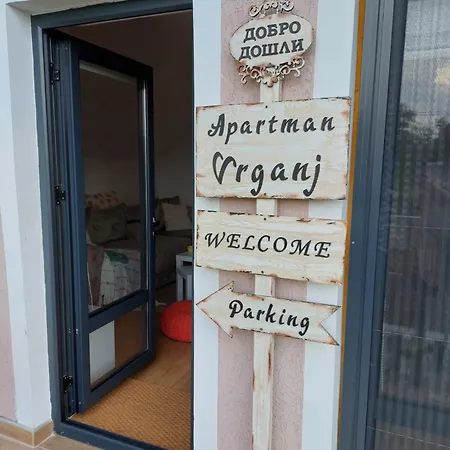 ДОБРО
ДОШЛИ
Apartman
Vrganj
WELCOME
Parking